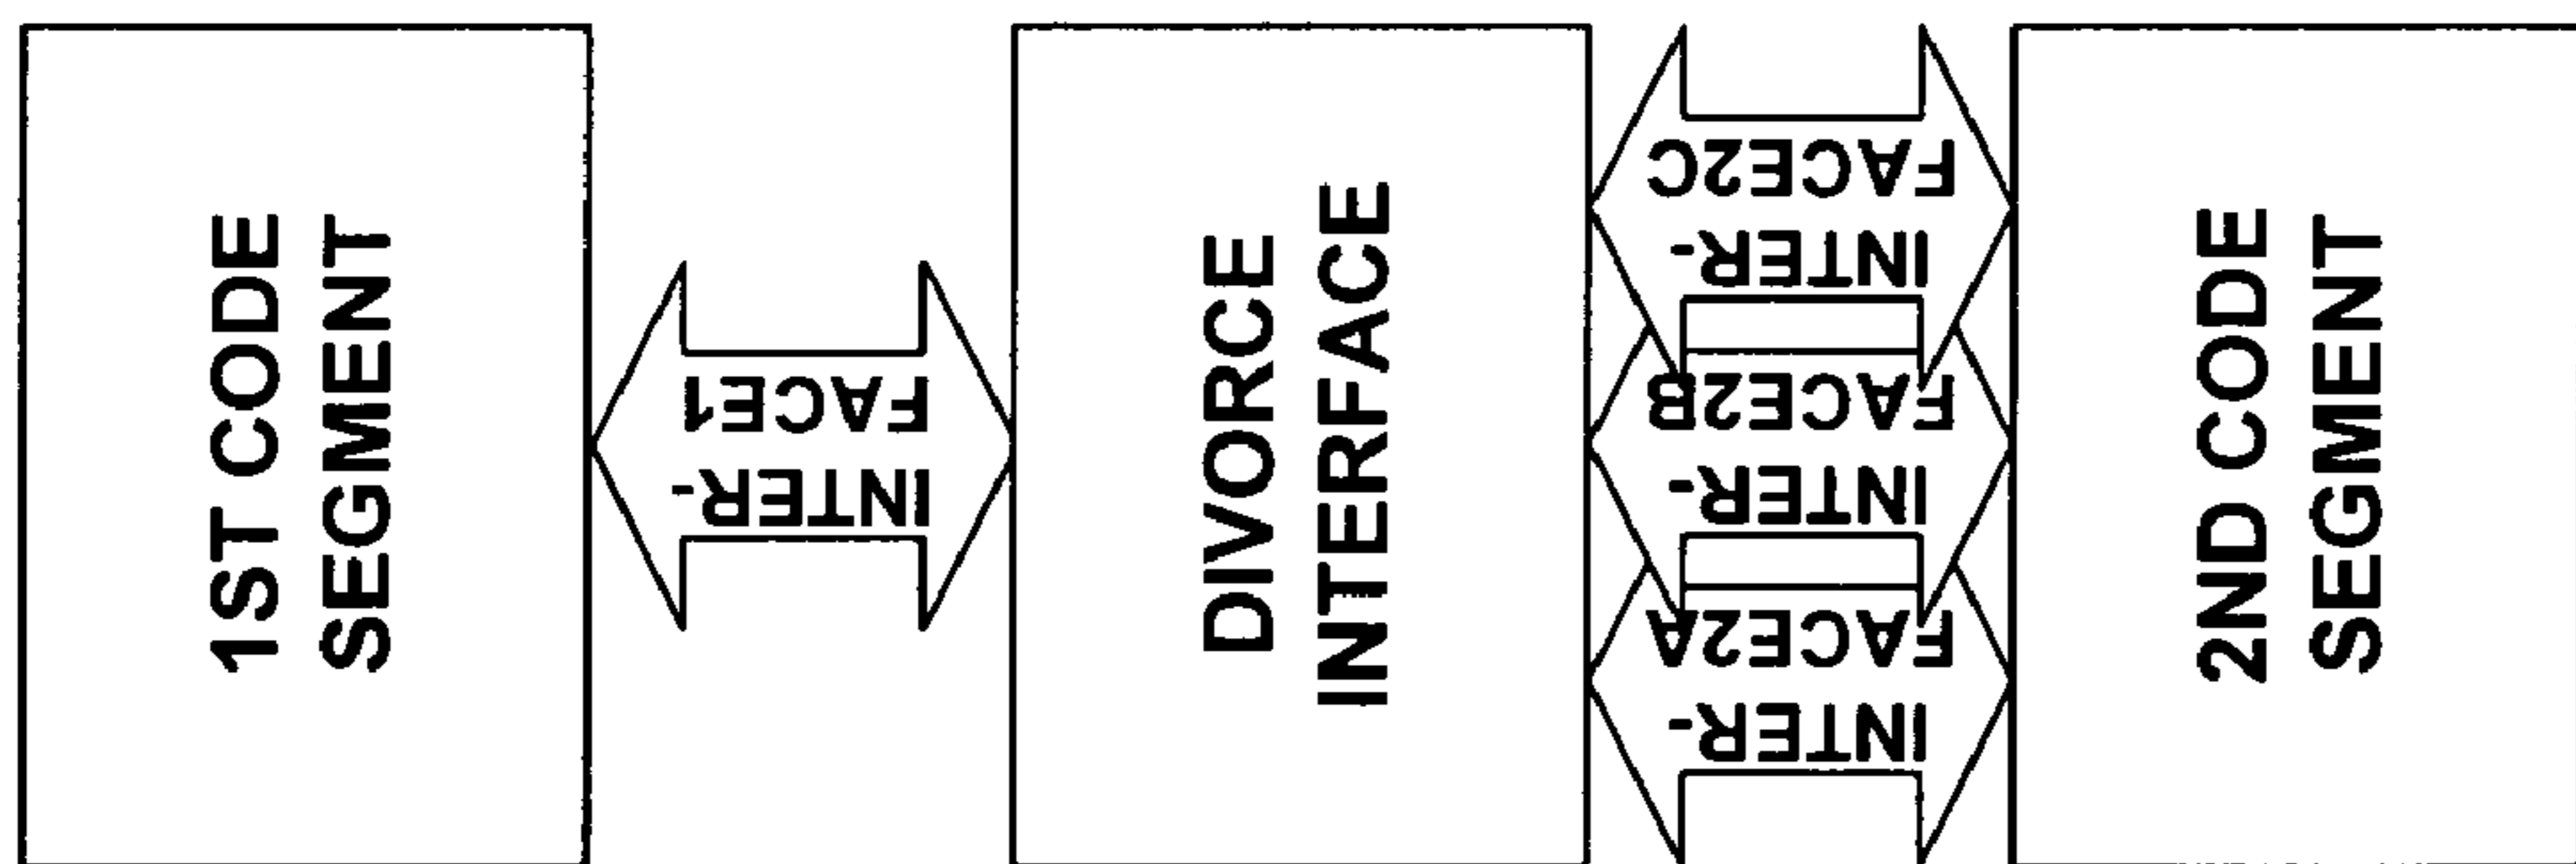 1ST CODE
SEGMENT
INTER-
FACE1
DIVORCE
INTERFACE
INTER-
FACE2A
INTER-
FACE2B
INTER-
FACE2C
2ND CODE
SEGMENT